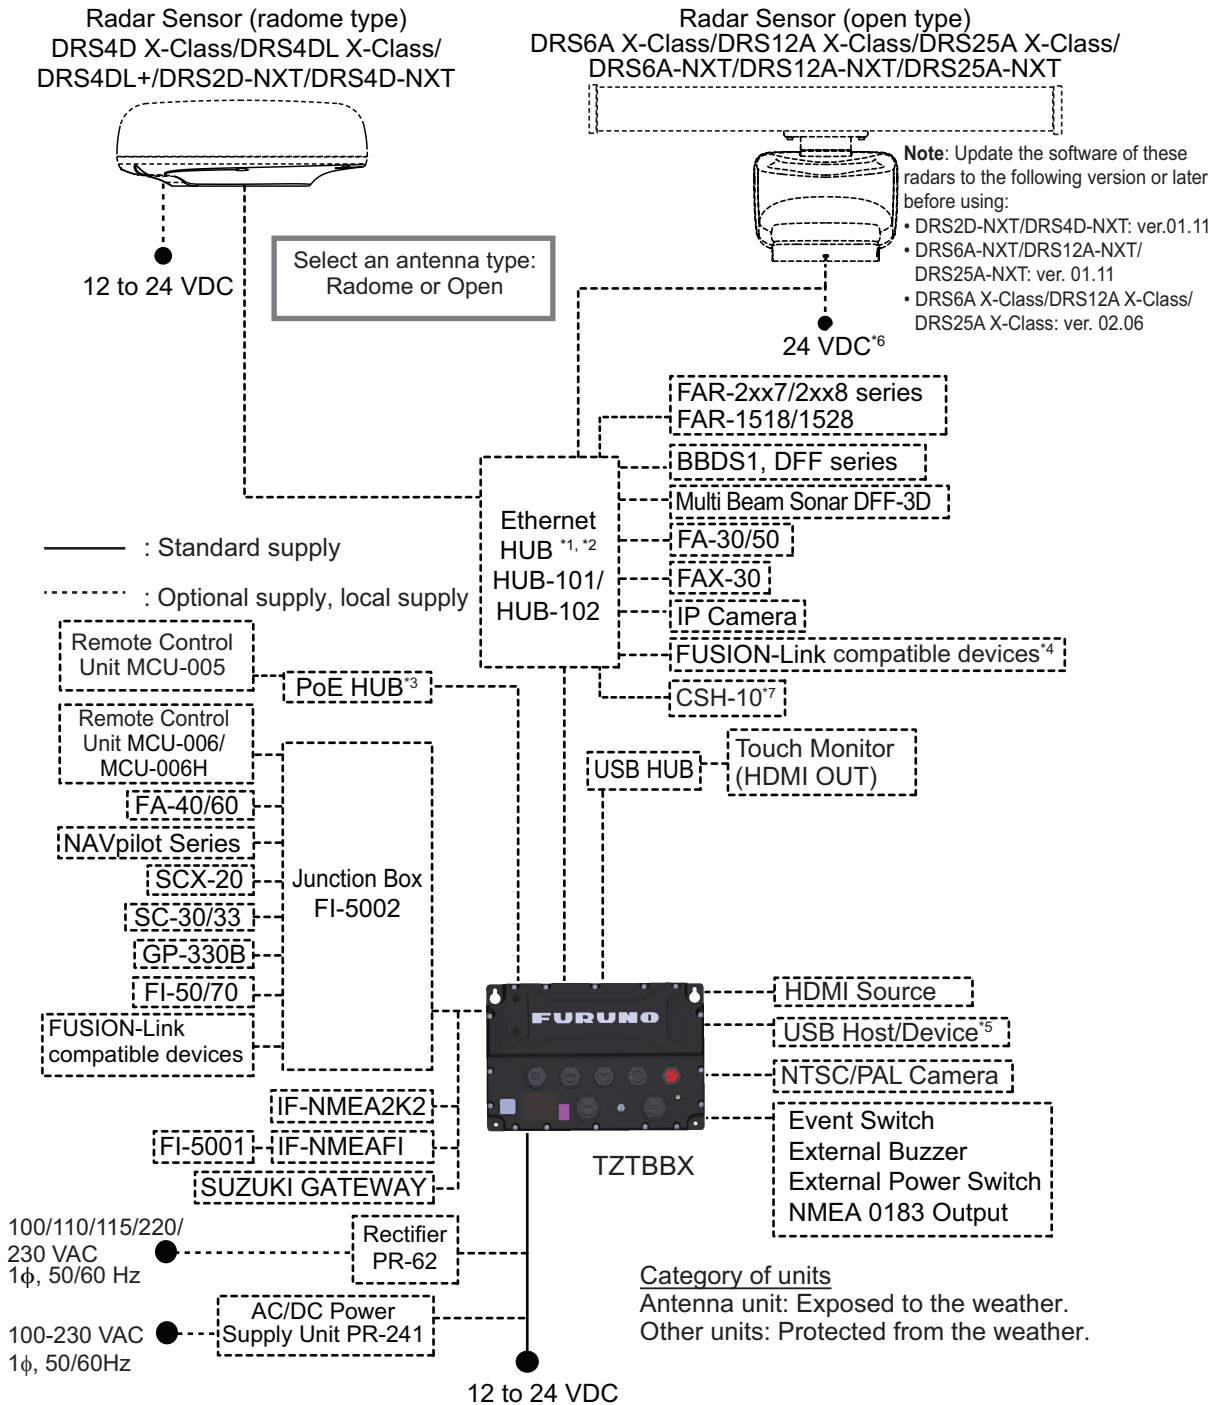 Radar Sensor (radome type)
DRS4D X-Class/DRS4DL X-Class/
DRS4DL+/DRS2D-NXT/DRS4D-NXT
Radar Sensor (open type)
DRS6A X-Class/DRS12A X-Class/DRS25A X-Class/
DRS6A-NXT/DRS12A-NXT/DRS25A-NXT
Note: Update the software of these
radars to the following version or later
before using:
• DRS2D-NXT/DRS4D-NXT: ver.01.11
• DRS6A-NXT/DRS12A-NXT/
DRS25A-NXT: ver. 01.11
• DRS6A X-Class/DRS12A X-Class/
DRS25A X-Class: ver. 02.06
12 to 24 VDC
Select an antenna type:
Radome or Open
24 VDC*6
FAR-2xx7/2xx8 series
FAR-1518/1528
BBDS1, DFF series
Multi Beam Sonar DFF-3D
FA-30/50
FAX-30
IP Camera
FUSION-Link compatible devices*4
CSH-10*7
Ethernet
HUB *1, *2
HUB-101/
HUB-102
: Standard supply
: Optional supply, local supply
Remote Control
Unit MCU-005
PoE HUB*3
Remote Control
Unit MCU-006/
MCU-006H
FA-40/60
NAVpilot Series
SCX-20
SC-30/33
GP-330B
FI-50/70
FUSION-Link
compatible devices
Junction Box
FI-5002
USB HUB
Touch Monitor
(HDMI OUT)
FURUNO
TZTBBX
HDMI Source
USB Host/Device*5
NTSC/PAL Camera
Event Switch
External Buzzer
External Power Switch
NMEA 0183 Output
IF-NMEA2K2
FI-5001
IF-NMEAFI
SUZUKI GATEWAY
100/110/115/220/
230 VAC
1ϕ, 50/60 Hz
Rectifier
PR-62
100-230 VAC
1ϕ, 50/60Hz
AC/DC Power
Supply Unit PR-241
12 to 24 VDC
Category of units
Antenna unit: Exposed to the weather.
Other units: Protected from the weather.